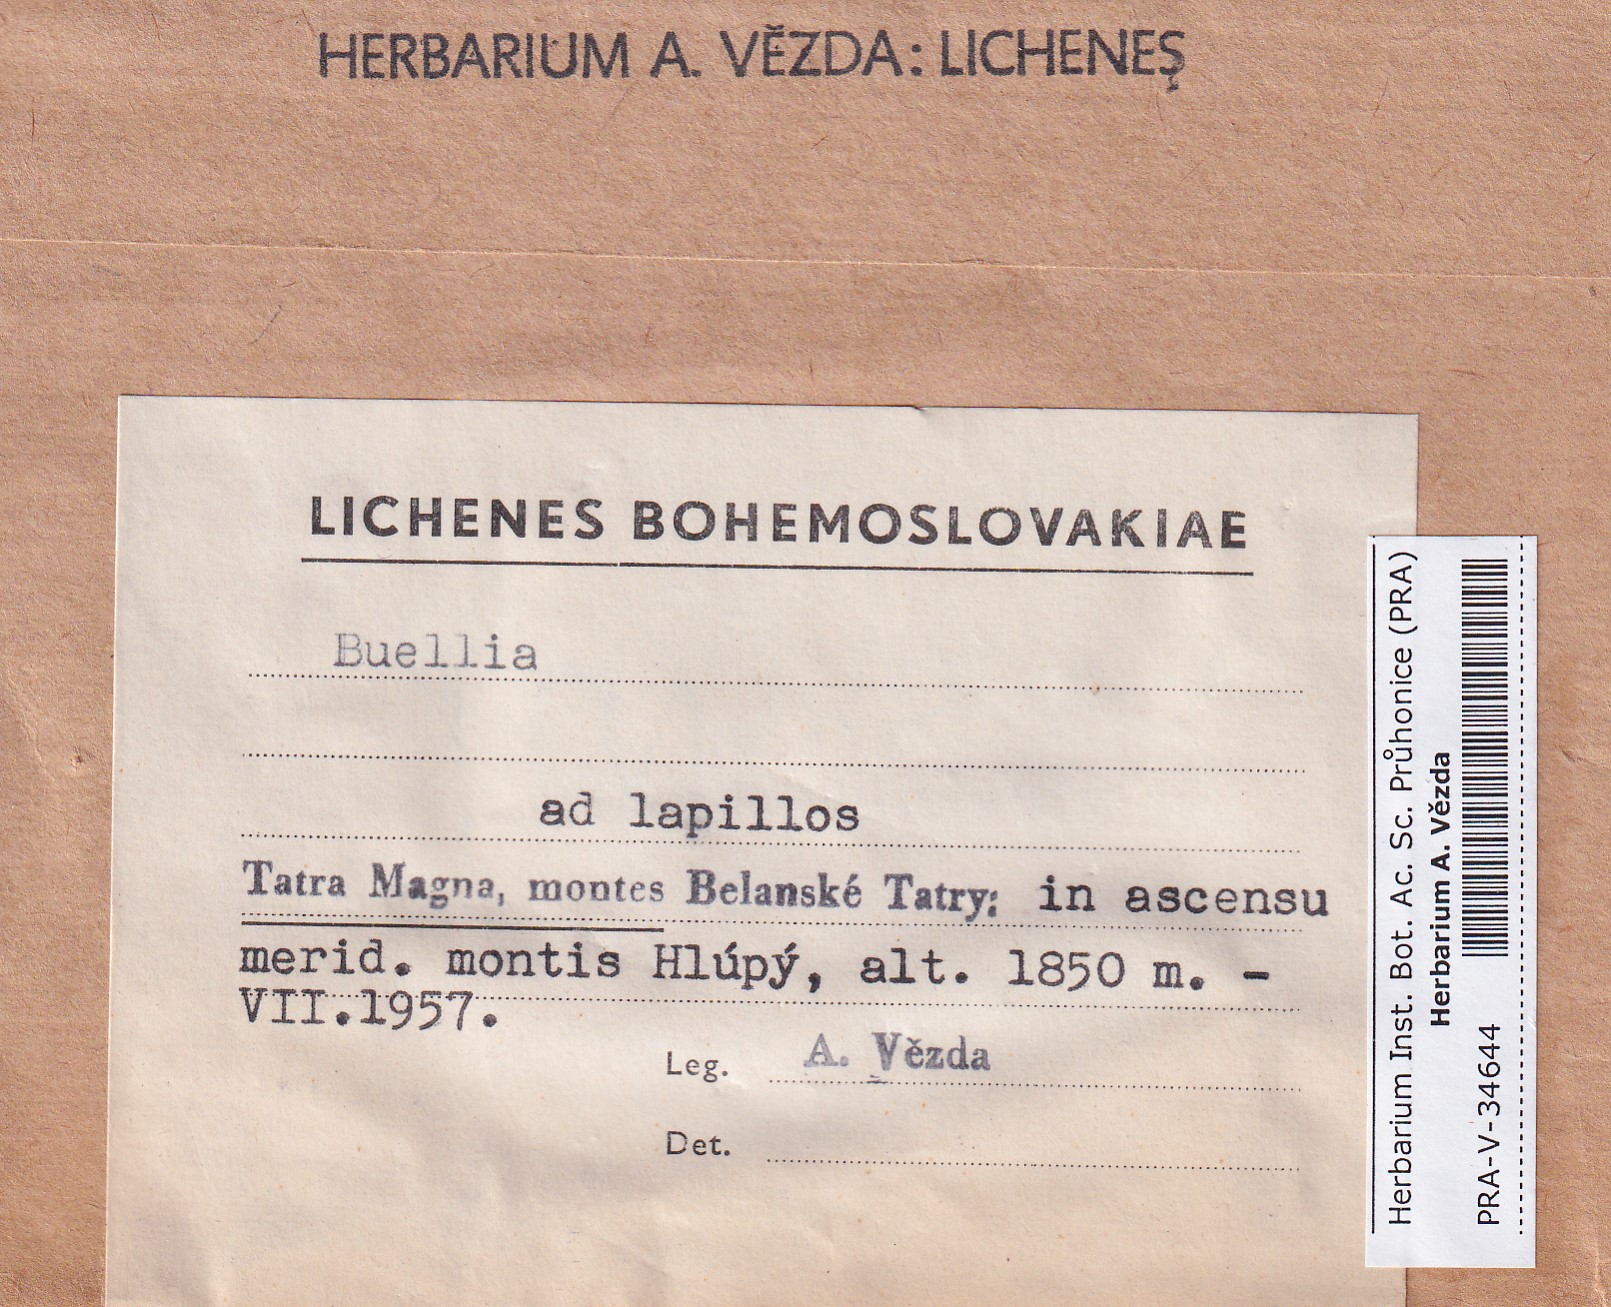 HERBARIUM A. VĚZDA: LICHENES
LICHENES BOHEMOSLOVAKIAE
Buellia
ad lapillos
Tatra Magna, montes Belanské Tatry: in ascensu
merid. montis Hlúpý, alt. 1850 m. -
VII.1957.
Leg. A. Vězda
Det.
Herbarium Inst. Bot. Ac. Sc. Průhonice (PRA)
Herbarium A. Vězda
PRA-V-34644